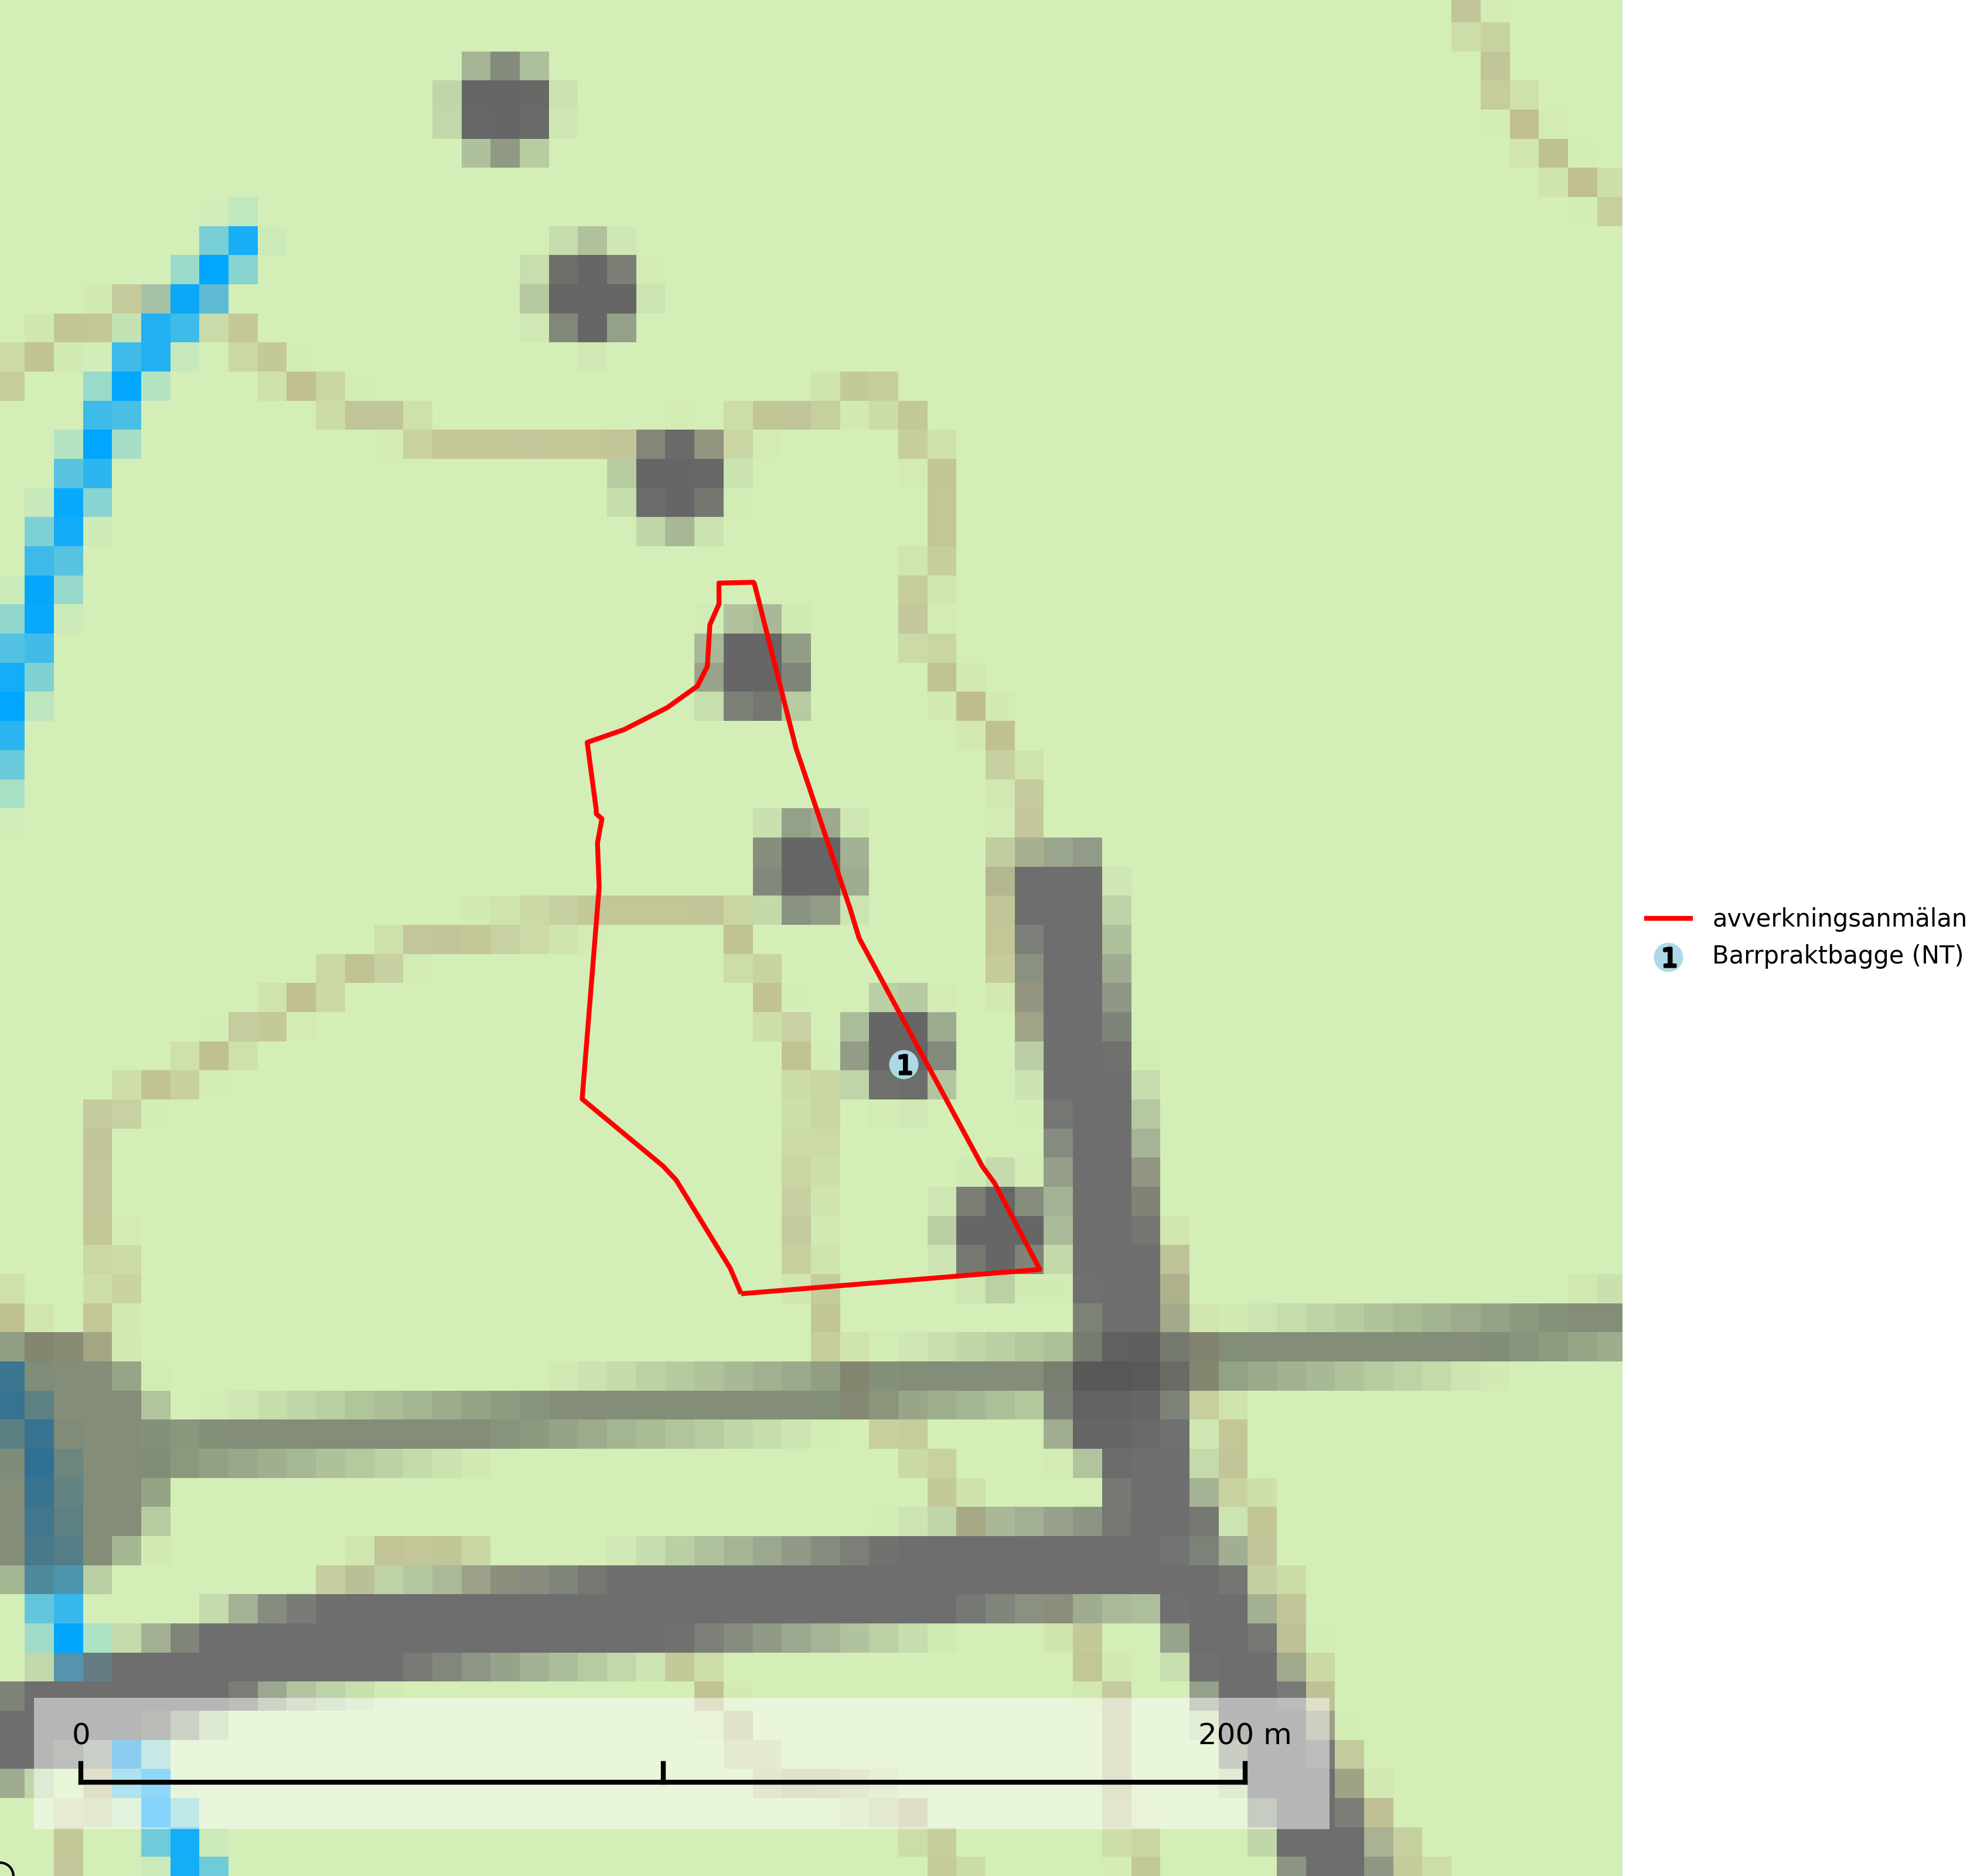 avverkningsanmälan
1 Barrpraktbagge (NT)
1
0 200 m